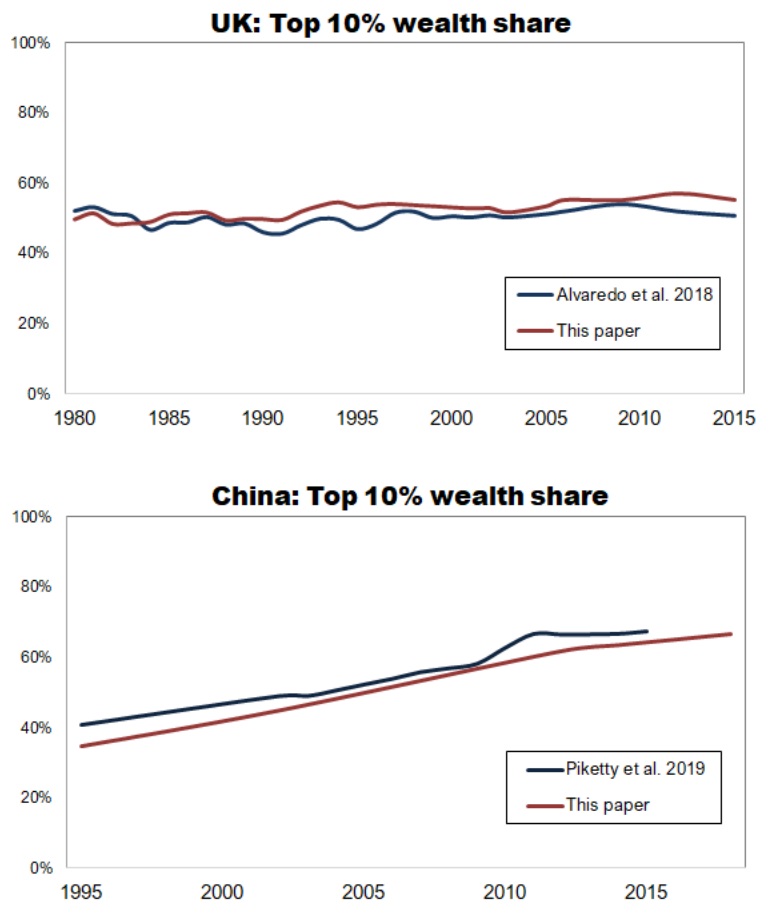 UK: Top 10% wealth share
100%
80%
60%
40%
20%
0%
Alvaredo et al. 2018
This paper
1980 1985 1990 1995 2000 2005 2010 2015
China: Top 10% wealth share
100%
80%
60%
40%
20%
0%
Piketty et al. 2019
This paper
1995 2000 2005 2010 2015